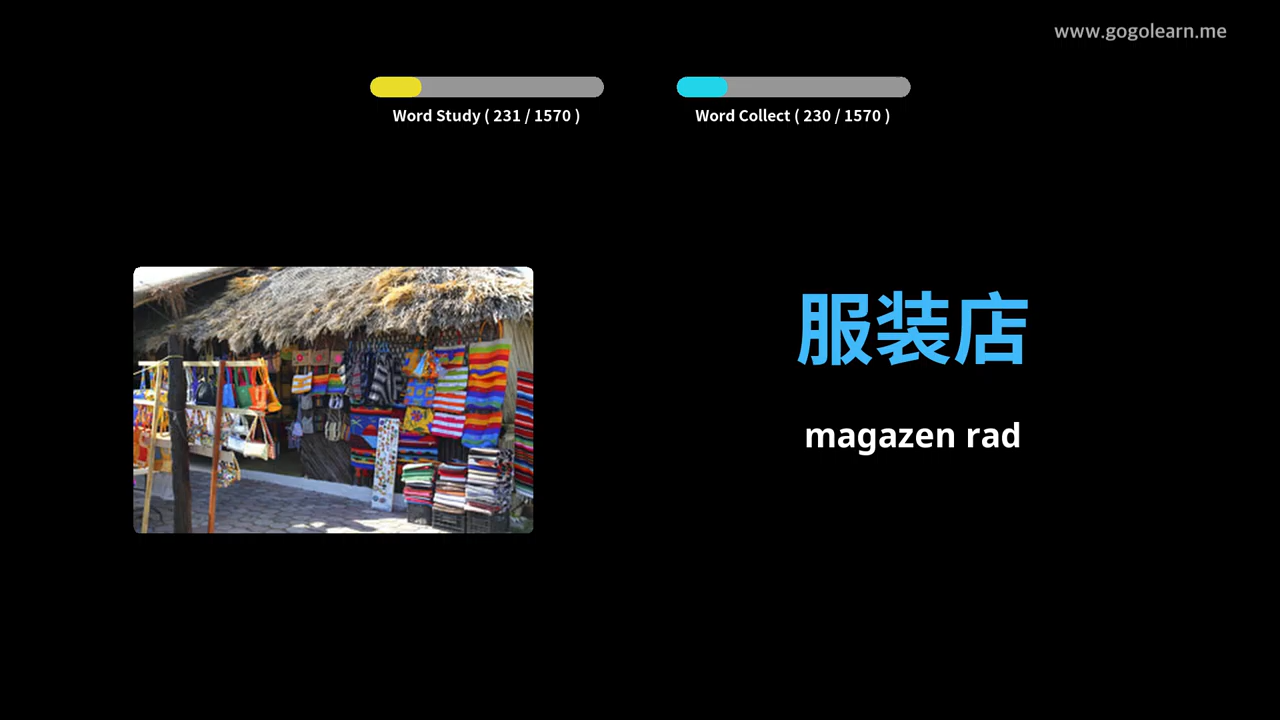 www.gogolearn.me
Word Study ( 231 / 1570 )
Word Collect ( 230 / 1570 )
服装店
magazen rad